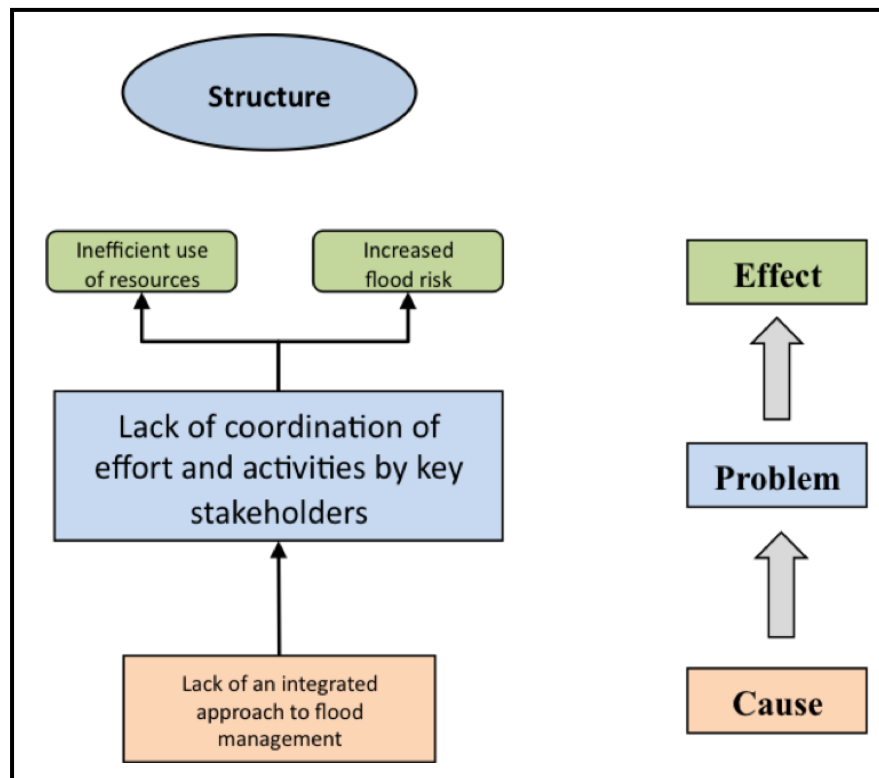 Structure
Inefficient use
of resources
Increased
flood risk
Effect
Lack of coordination of
effort and activities by key
stakeholders
Problem
Lack of an integrated
approach to flood
management
Cause